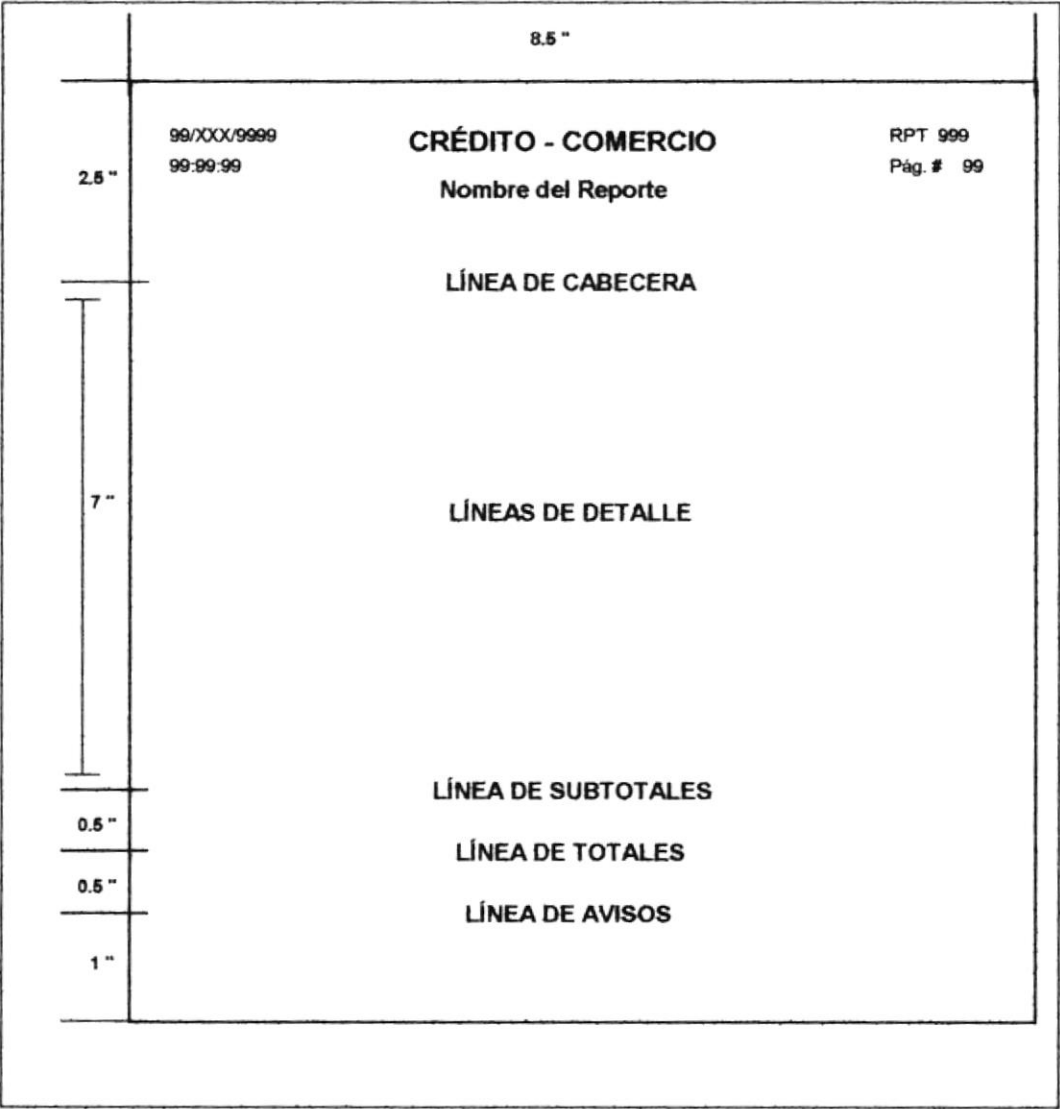 8.5 "
99/XXX/9999 CRÉDITO - COMERCIO RPT 999
99:99:99 Pág. # 99
2.5 " Nombre del Reporte
LÍNEA DE CABECERA
7 " LÍNEAS DE DETALLE
LÍNEA DE SUBTOTALES
0.5 "
LÍNEA DE TOTALES
0.5 "
LÍNEA DE AVISOS
1 "